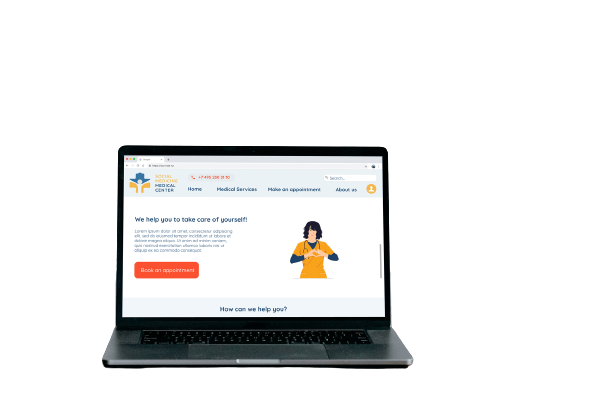 +7 495 258 31 50
Search...
SOCIAL
MEDICINE
MEDICAL
CENTER
Home
Medical Services
Make an appointment
About us
We help you to take care of yourself!
Lorem ipsum dolor sit amet, consectetur adipiscing
elit, sed do eiusmod tempor incididunt ut labore et
dolore magna aliqua. Ut enim ad minim veniam,
quis nostrud exercitation ullamco laboris nisi ut
aliquip ex ea commodo consequat.
Book an appointment
How can we help you?